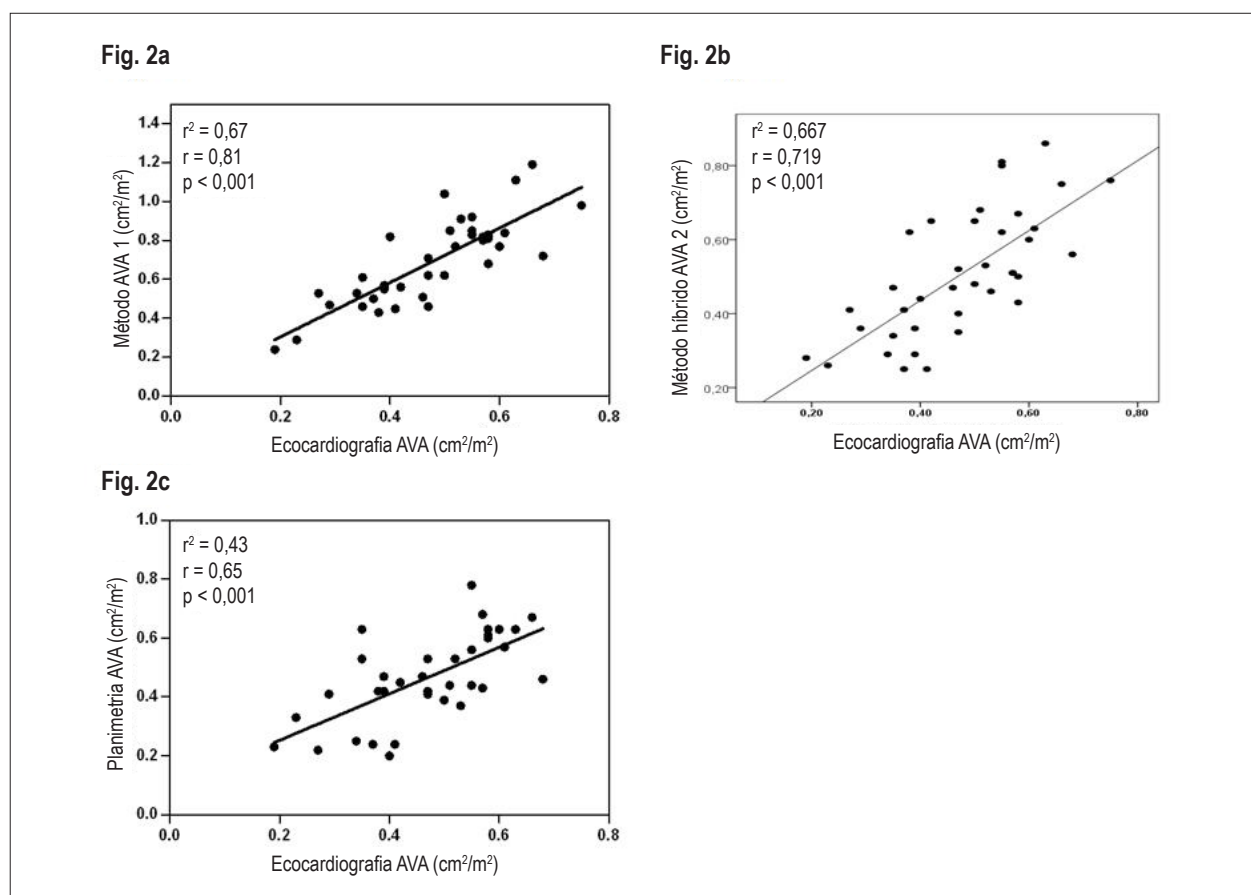 Fig. 2a
r² = 0,67
r = 0,81
p < 0,001
Método AVA 1 (cm²/m²)
1.4
1.2
1.0
0.8
0.6
0.4
0.2
0.0
0.0 0.2 0.4 0.6 0.8
Ecocardiografia AVA (cm²/m²)
Fig. 2b
r² = 0,667
r = 0,719
p < 0,001
Método híbrido AVA 2 (cm²/m²)
0,80
0,60
0,40
0,20
0,20 0,40 0,60 0,80
Ecocardiografia AVA (cm²/m²)
Fig. 2c
r² = 0,43
r = 0,65
p < 0,001
Planimetria AVA (cm²/m²)
1.0
0.8
0.6
0.4
0.2
0.0
0.0 0.2 0.4 0.6 0.8
Ecocardiografia AVA (cm²/m²)